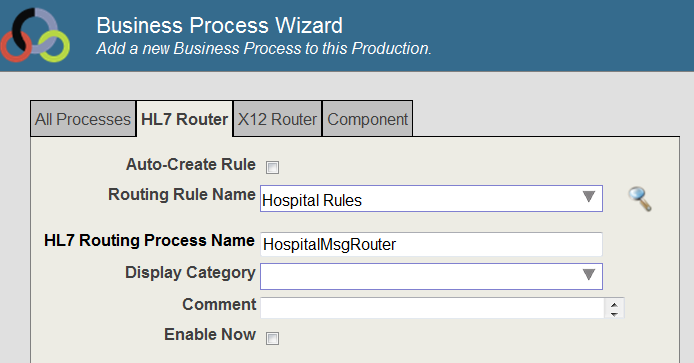 Business Process Wizard
Add a new Business Process to this Production.
All Processes HL7 Router X12 Router Component
Auto-Create Rule
Routing Rule Name Hospital Rules
HL7 Routing Process Name HospitalMsgRouter
Display Category
Comment
Enable Now